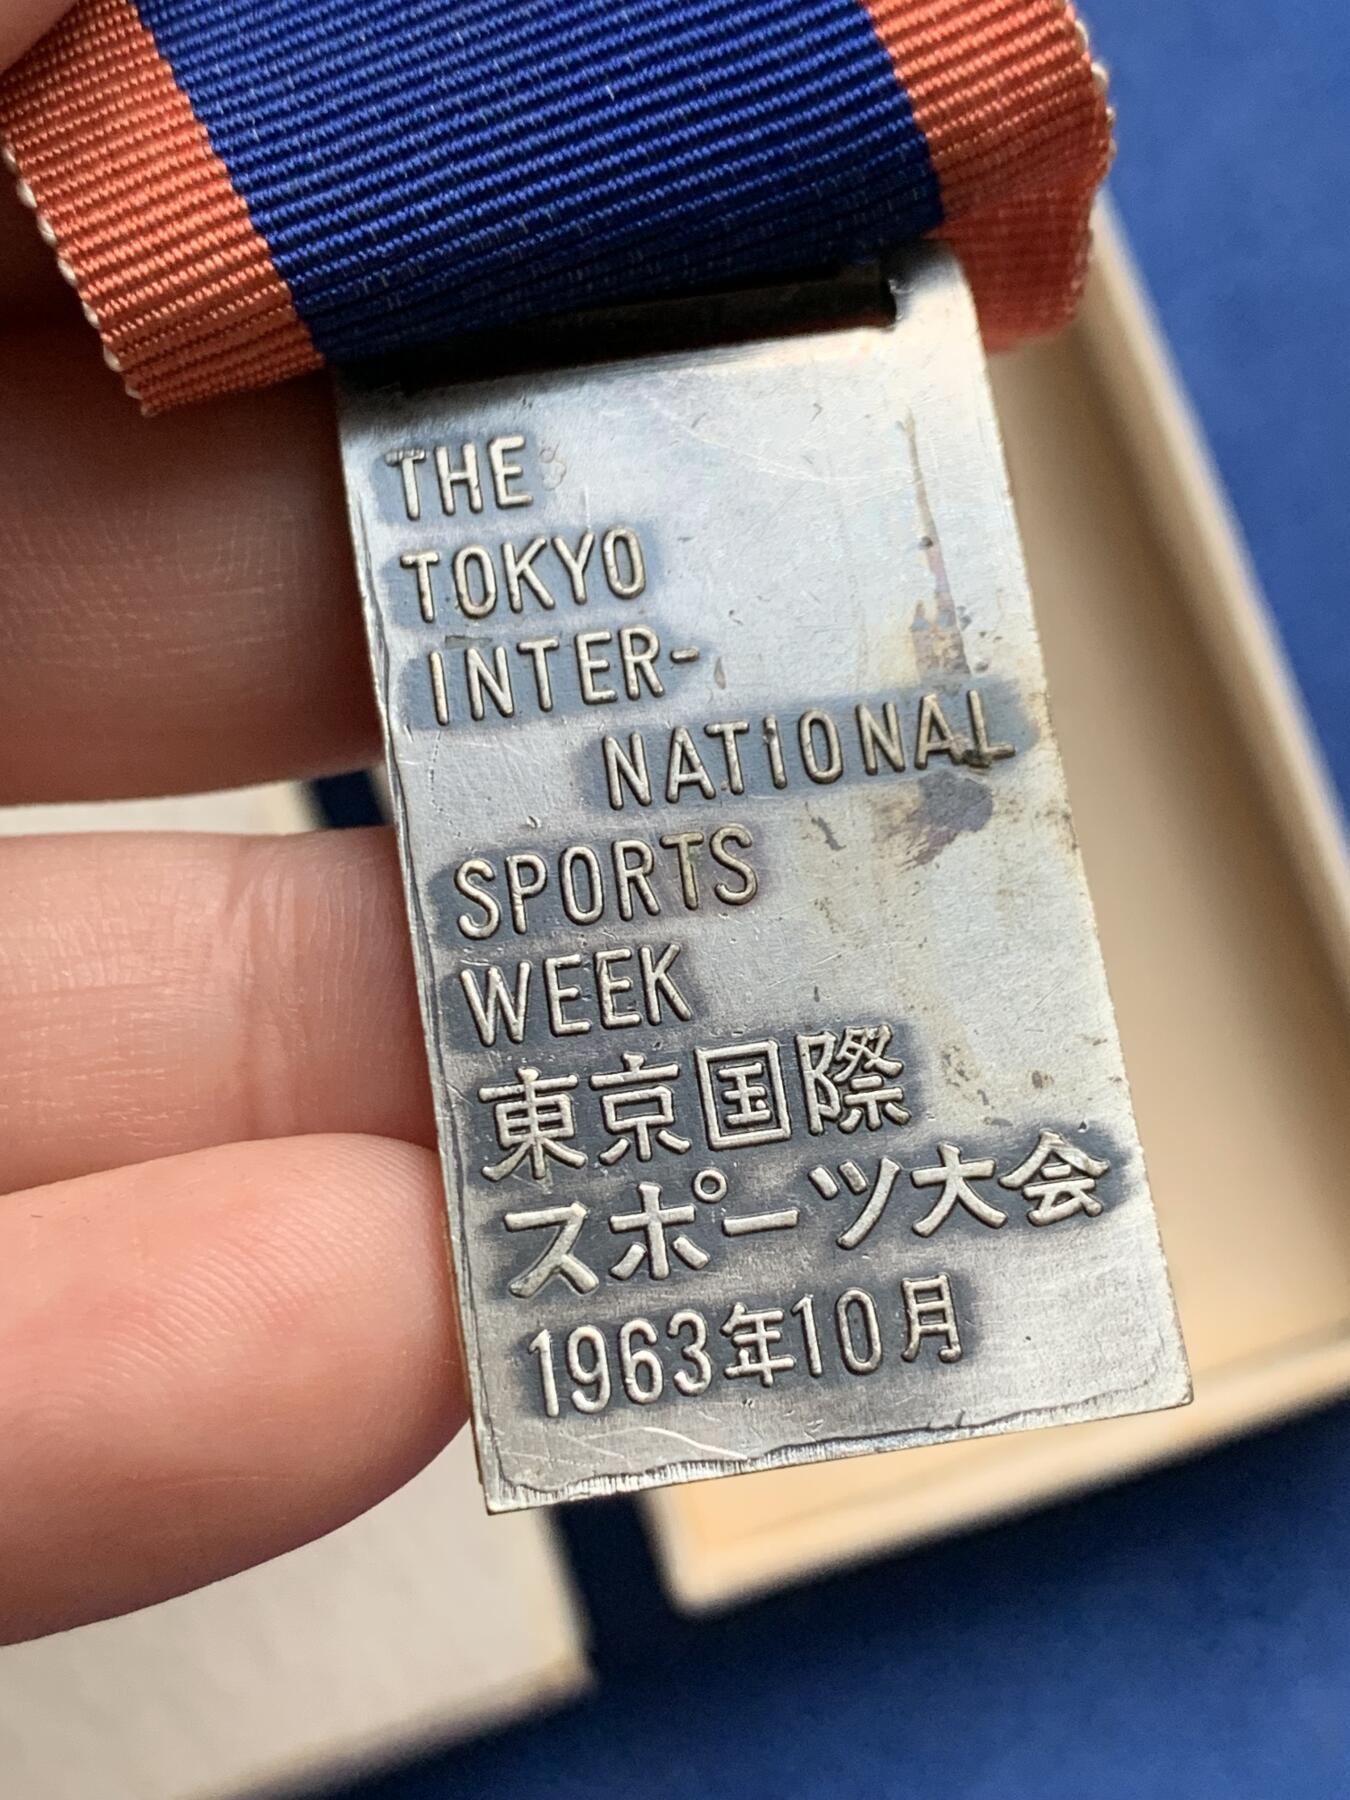 THE
TOKYO
INTER-
NATIONAL
SPORTS
WEEK
東京国際
スポーツ大会
1963年10月